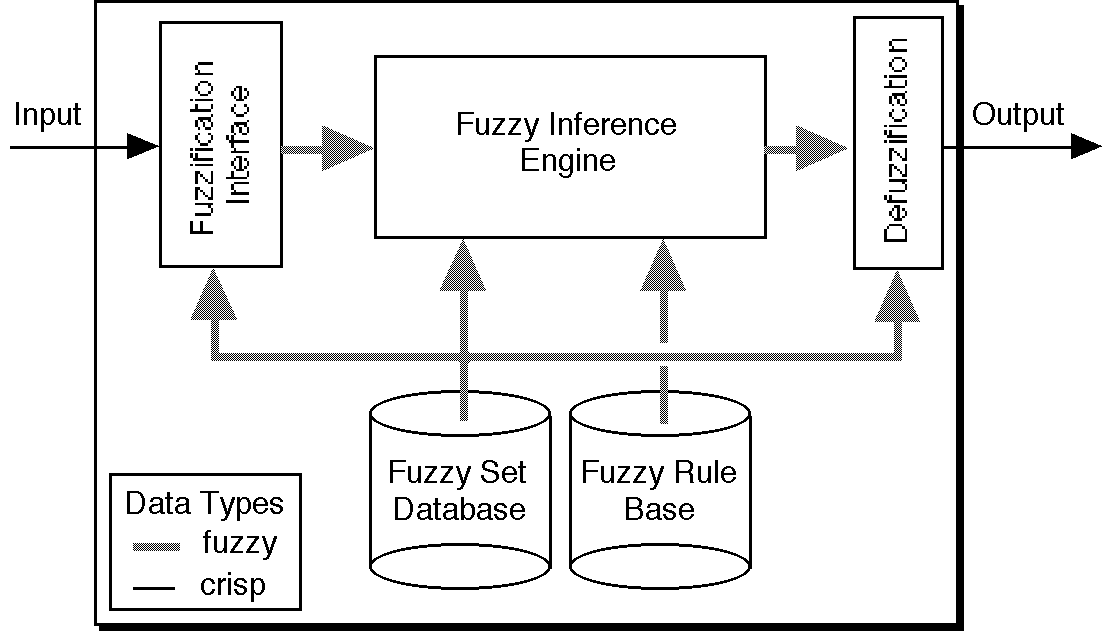 Input
Fuzzification
Interface
Fuzzy Inference
Engine
Defuzzification
Output
Fuzzy Set
Database
Fuzzy Rule
Base
Data Types
fuzzy
crisp